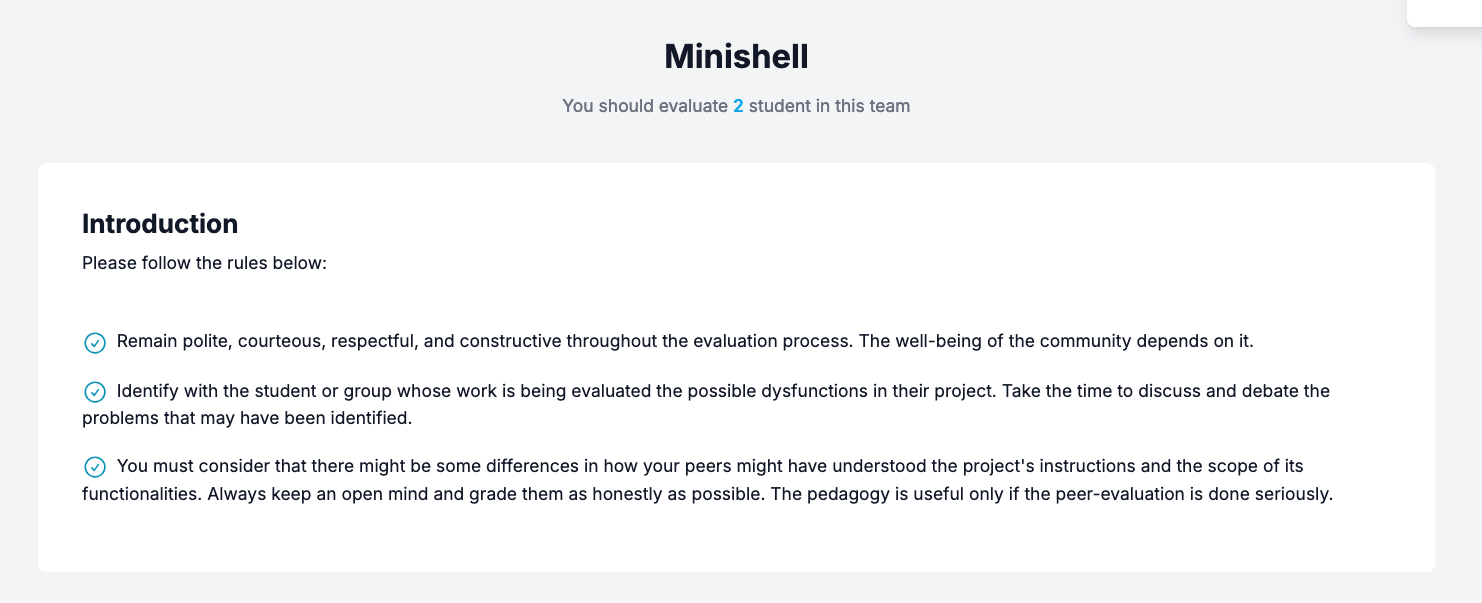 Minishell
You should evaluate 2 student in this team
Introduction
Please follow the rules below:
Remain polite, courteous, respectful, and constructive throughout the evaluation process. The well-being of the community depends on it.
Identify with the student or group whose work is being evaluated the possible dysfunctions in their project. Take the time to discuss and debate the
problems that may have been identified.
You must consider that there might be some differences in how your peers might have understood the project's instructions and the scope of its
functionalities. Always keep an open mind and grade them as honestly as possible. The pedagogy is useful only if the peer-evaluation is done seriously.